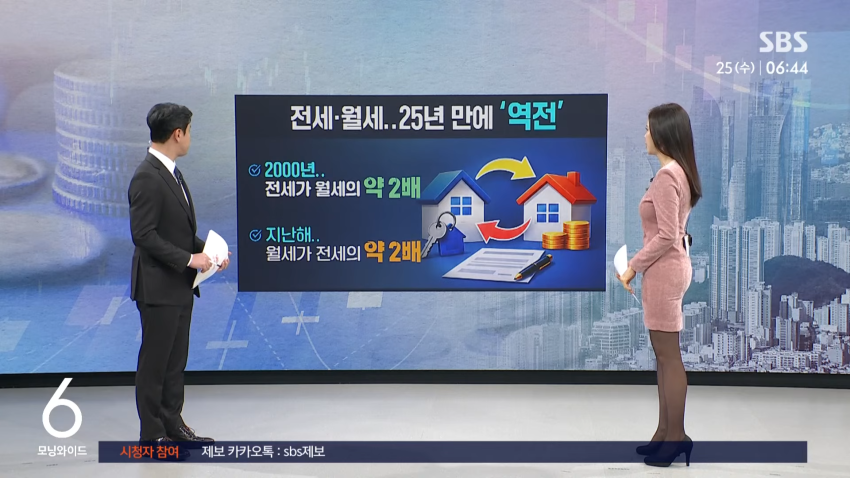 SBS
25(수) | 06:44
전세·월세..25년 만에 '역전'
2000년..
전세가 월세의 약 2배
지난해..
월세가 전세의 약 2배
6
모닝와이드
시청자 참여 제보 카카오톡 : sbs제보